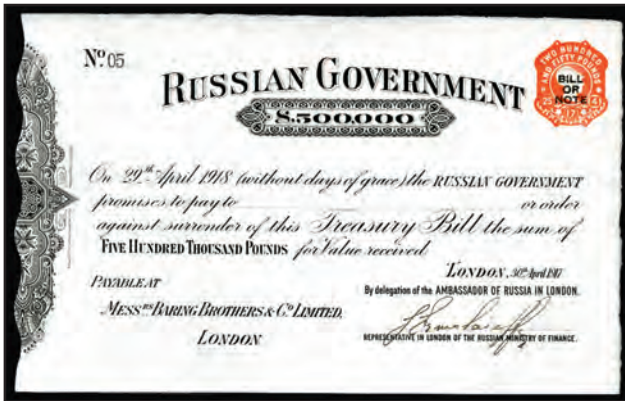 Nº 05
RUSSIAN GOVERNMENT
£500,000
TWO HUNDRED
AND FIFTY POUNDS
BILL
OR
NOTE
On 29th April 1918 (without days of grace) the RUSSIAN GOVERNMENT
promises to pay to or order
against surrender of this Treasury Bill the sum of
FIVE HUNDRED THOUSAND POUNDS for Value received
LONDON, 30th April 1917
PAYABLE AT
By delegation of the AMBASSADOR OF RUSSIA IN LONDON.
MESSRS BARING BROTHERS & CO LIMITED,
LONDON
REPRESENTATIVE IN LONDON OF THE RUSSIAN MINISTRY OF FINANCE.